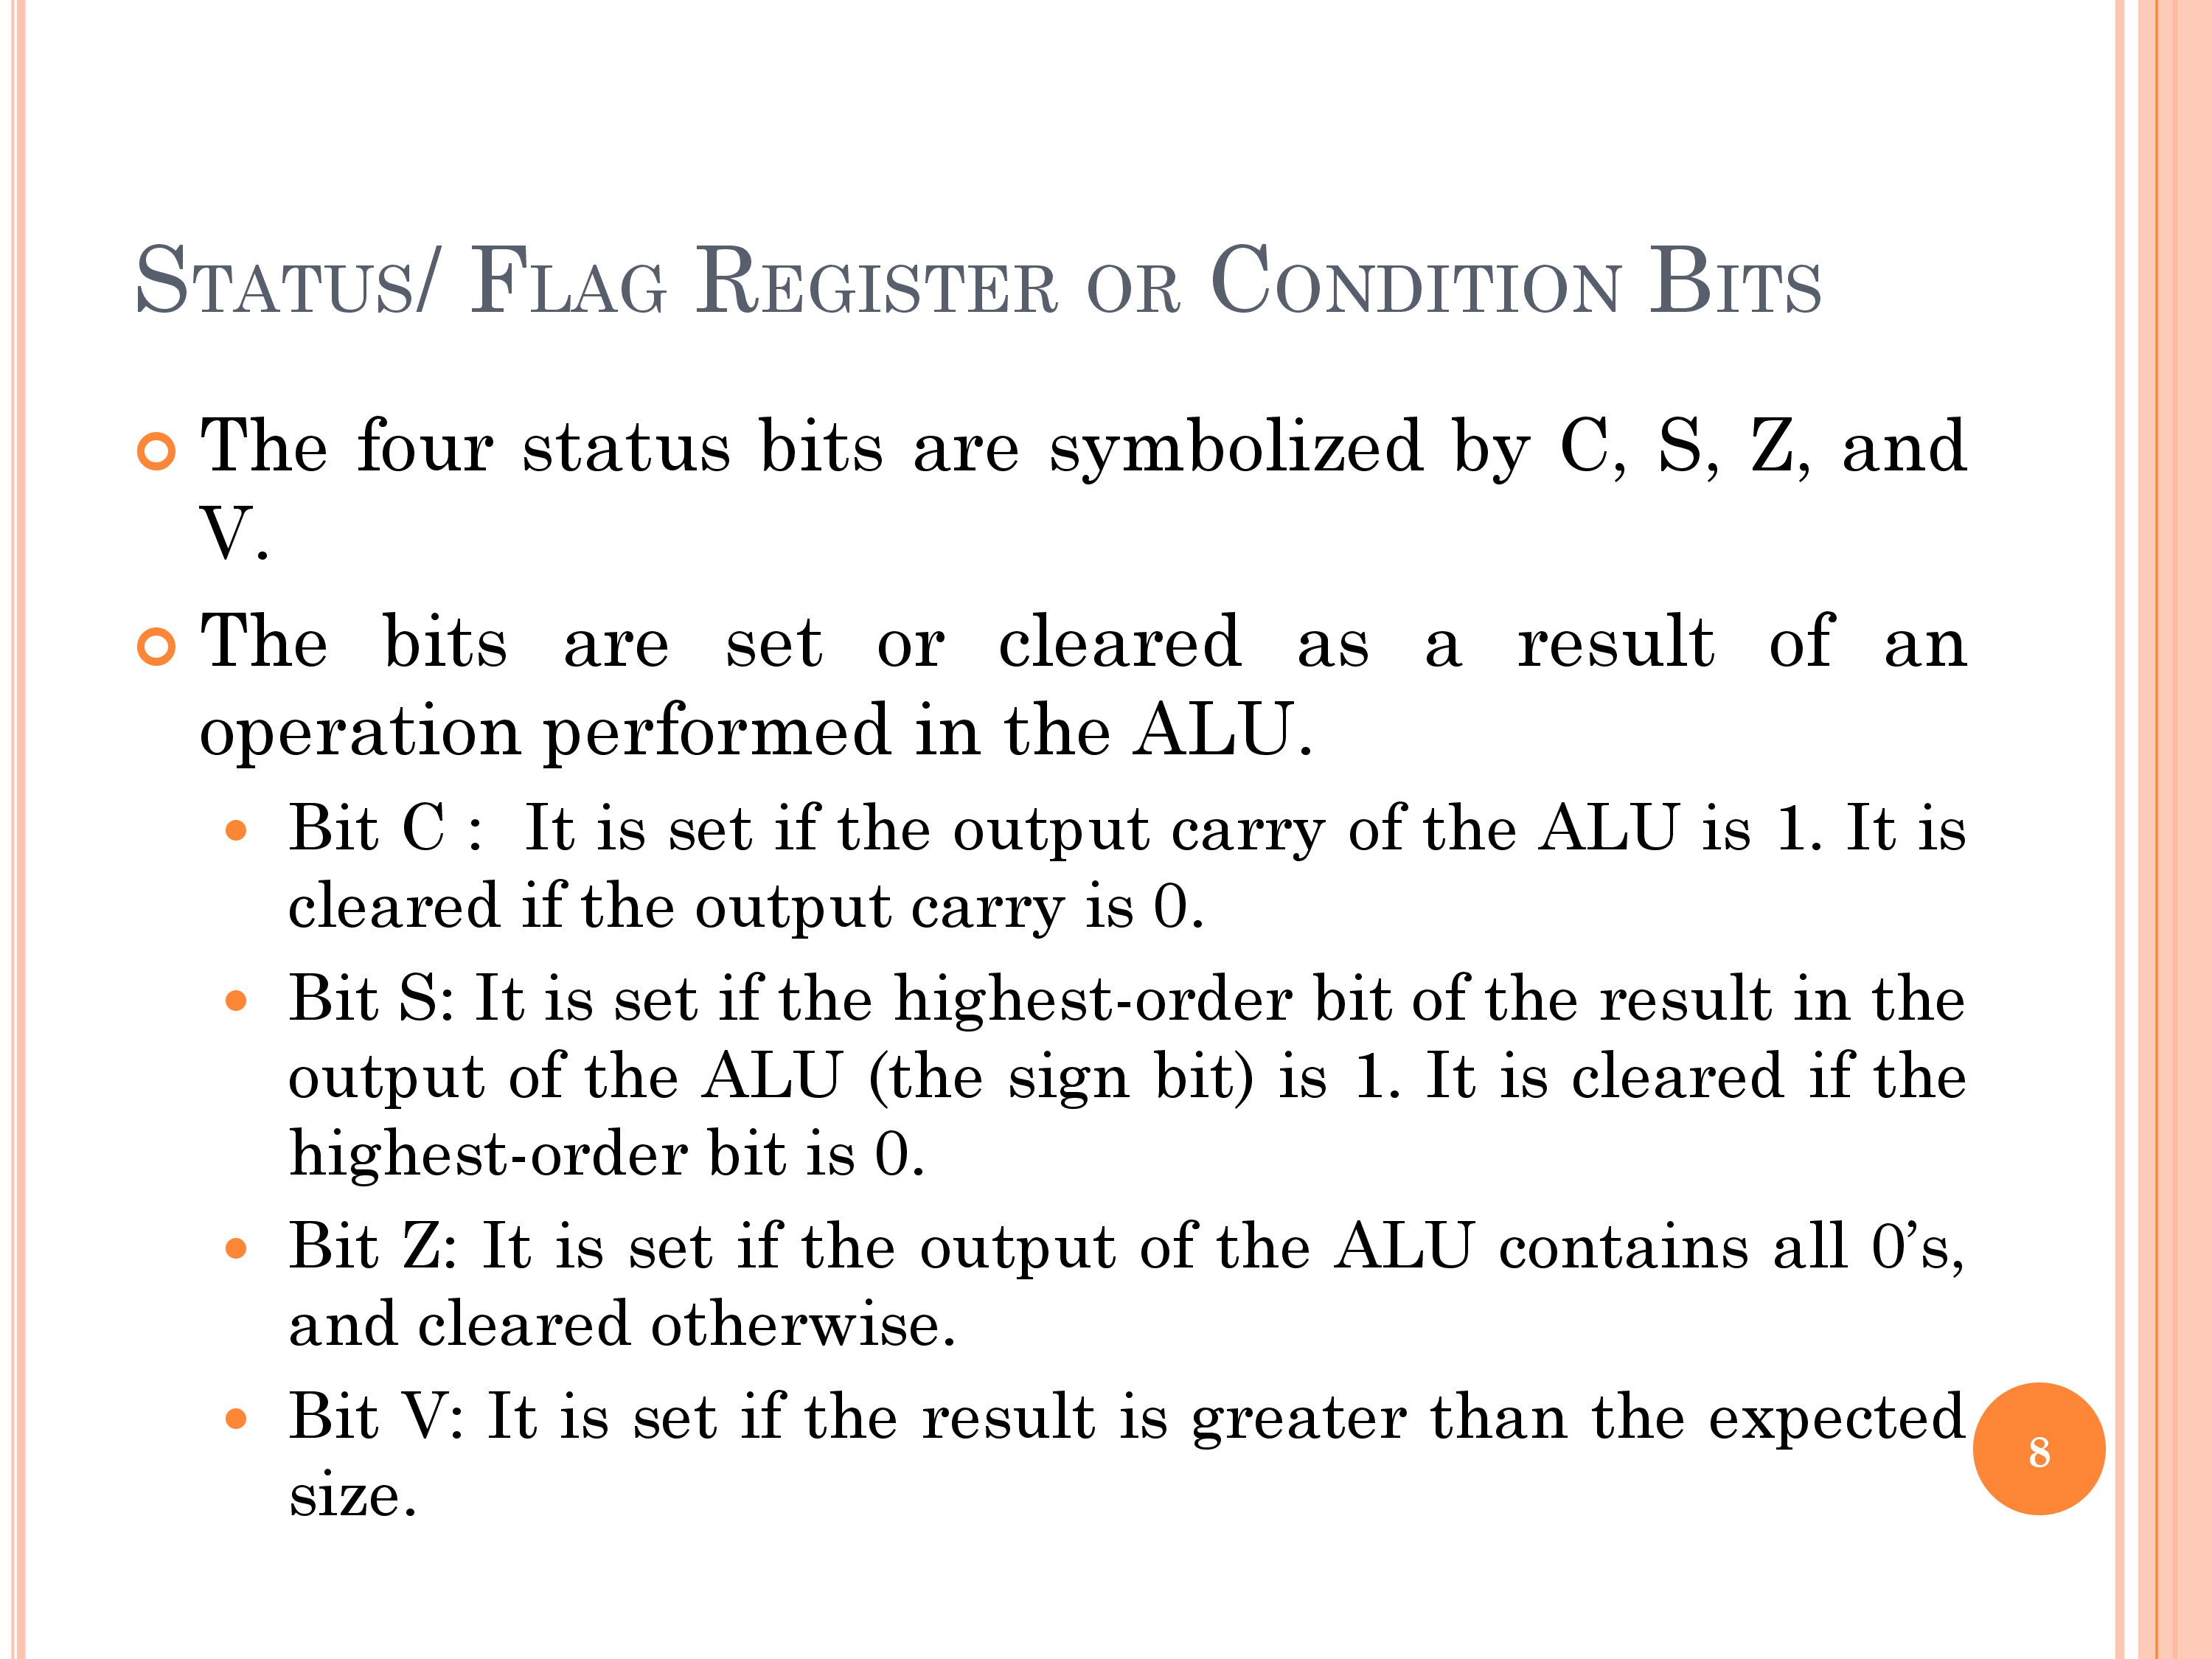 Status/ Flag Register or Condition Bits
The four status bits are symbolized by C, S, Z, and
V.
The bits are set or cleared as a result of an
operation performed in the ALU.
Bit C :  It is set if the output carry of the ALU is 1. It is
cleared if the output carry is 0.
Bit S: It is set if the highest-order bit of the result in the
output of the ALU (the sign bit) is 1. It is cleared if the
highest-order bit is 0.
Bit Z: It is set if the output of the ALU contains all 0’s,
and cleared otherwise.
Bit V: It is set if the result is greater than the expected
size.
8